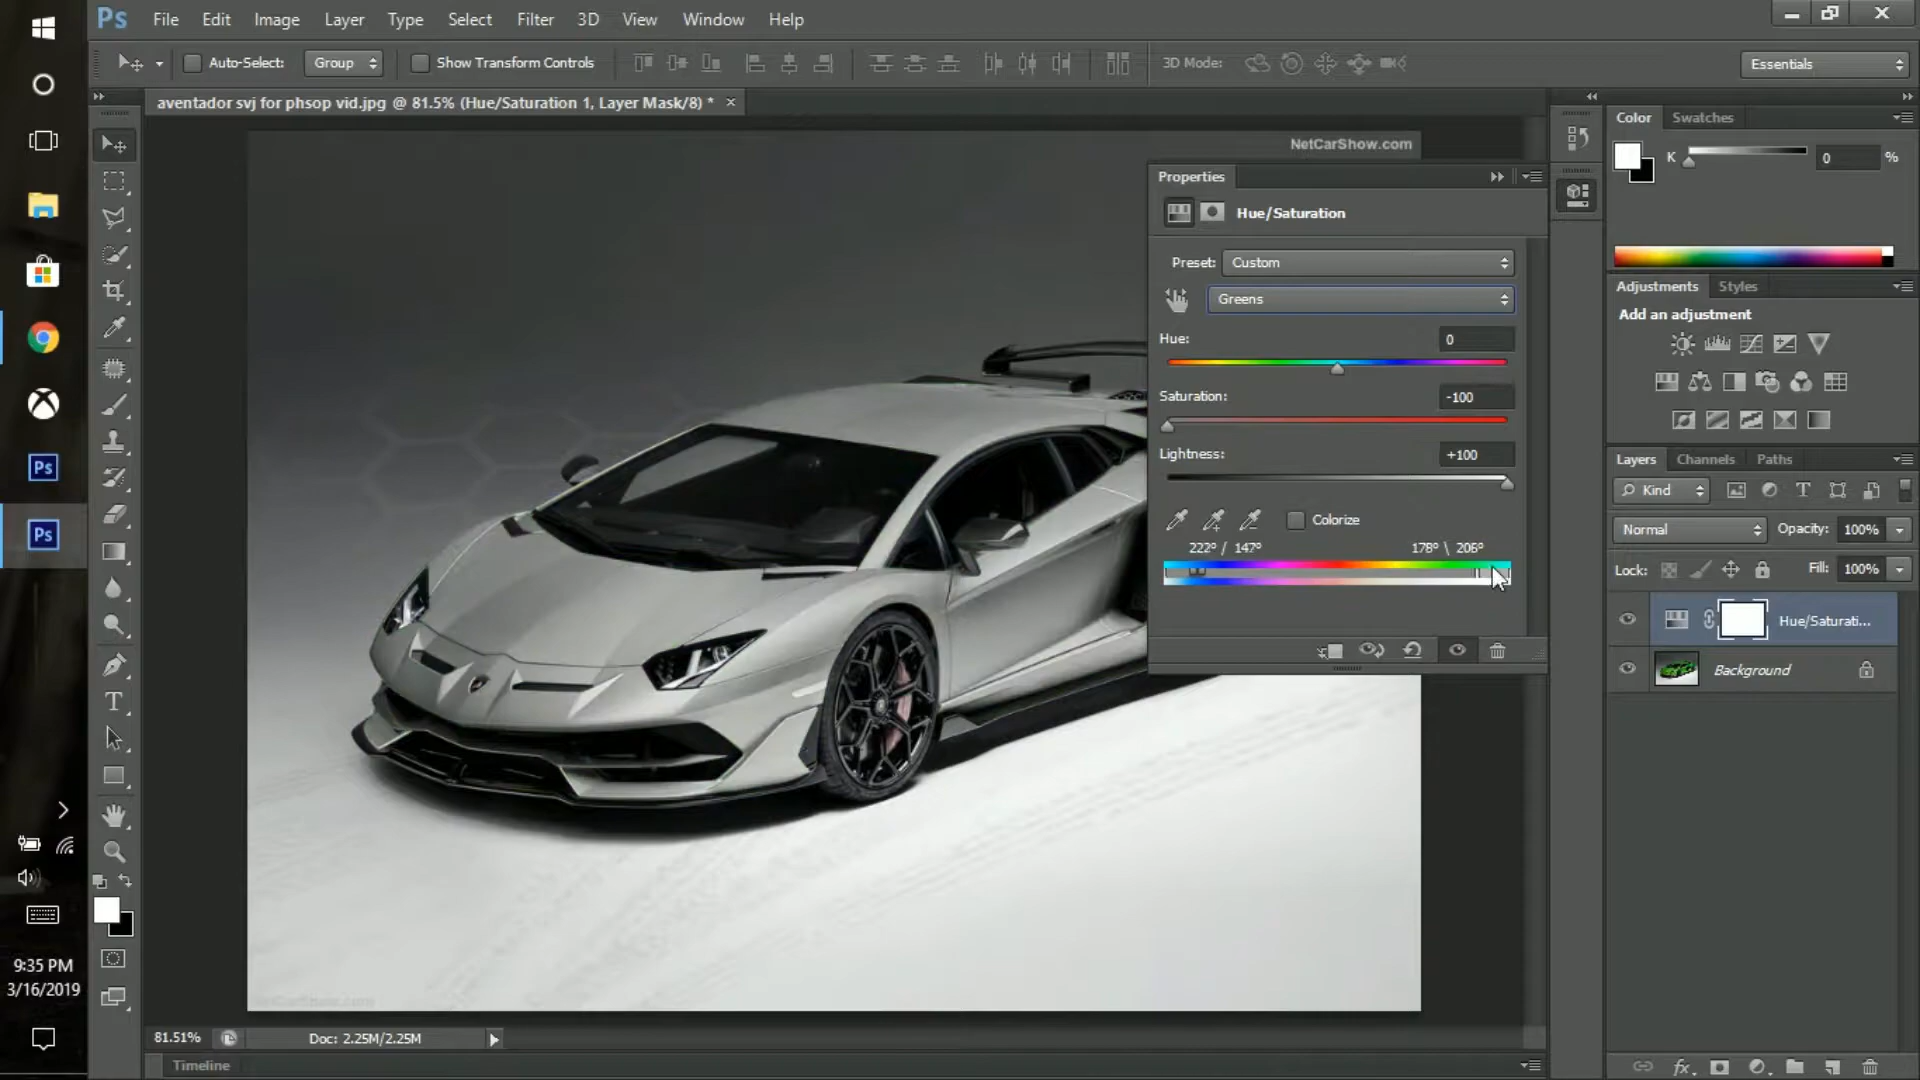 Ps File Edit Image Layer Type Select Filter 3D View Window Help
Auto-Select: Group Show Transform Controls 3D Mode: Essentials
aventador svj for phsop vid.jpg @ 81.5% (Hue/Saturation 1, Layer Mask/8) *
NetCarShow.com
Properties
Hue/Saturation
Preset: Custom
Greens
Hue: 0
Saturation: -100
Lightness: +100
Colorize
222° / 147° 178° \ 206°
Color Swatches
K 0 %
Adjustments Styles
Add an adjustment
Layers Channels Paths
Kind
Normal Opacity: 100%
Lock: Fill: 100%
Hue/Saturati...
Background
Ps
Ps
9:35 PM
3/16/2019
NetCarShow.com
81.51% Doc: 2.25M/2.25M
Timeline